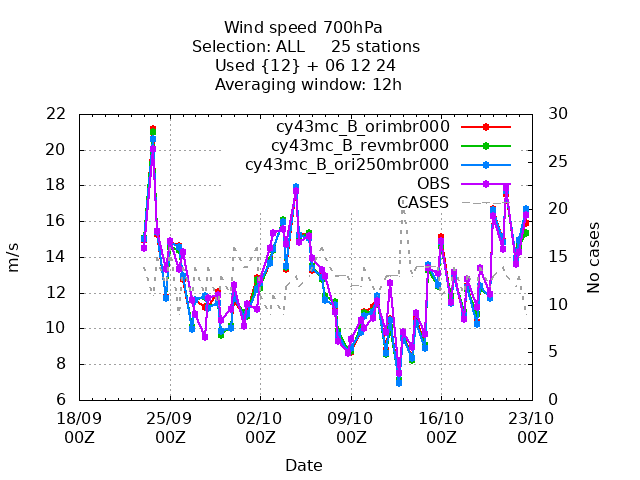 Wind speed 700hPa
Selection: ALL     25 stations
Used {12} + 06 12 24
Averaging window: 12h
cy43mc_B_orimbr000
cy43mc_B_revmbr000
cy43mc_B_ori250mbr000
OBS
CASES
22
20
18
16
14
12
10
8
6
m/s
30
25
20
15
10
5
0
No cases
18/09 25/09 02/10 09/10 16/10 23/10
00Z 00Z 00Z 00Z 00Z 00Z
Date